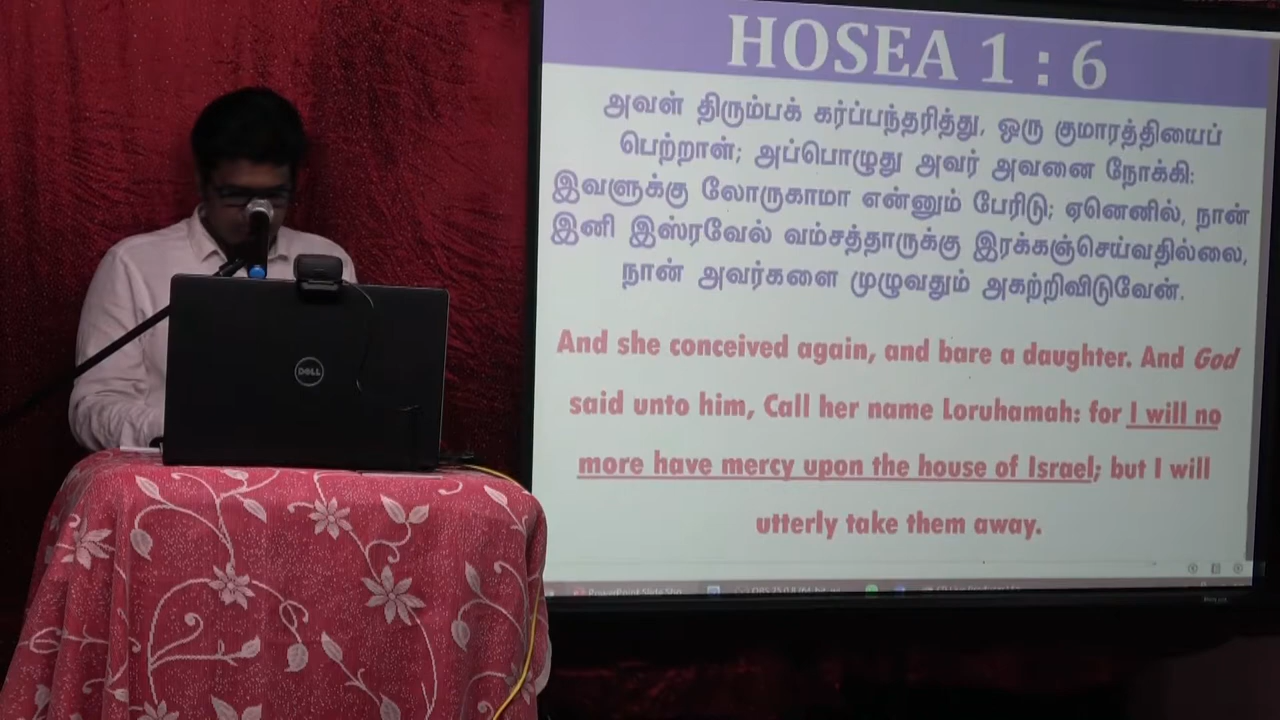 HOSEA 1 : 6
அவள் திரும்பக் கர்ப்பந்தரித்து, ஒரு குமாரத்தியைப்
பெற்றாள்; அப்பொழுது அவர் அவனை நோக்கி:
இவளுக்கு லோருகாமா என்னும் பேரிடு; ஏனெனில், நான்
இனி இஸ்ரவேல் வம்சத்தாருக்கு இரக்கஞ்செய்வதில்லை,
நான் அவர்களை முழுவதும் அகற்றிவிடுவேன்.
And she conceived again, and bare a daughter. And God
said unto him, Call her name Loruhamah: for I will no
more have mercy upon the house of Israel; but I will
utterly take them away.
DELL